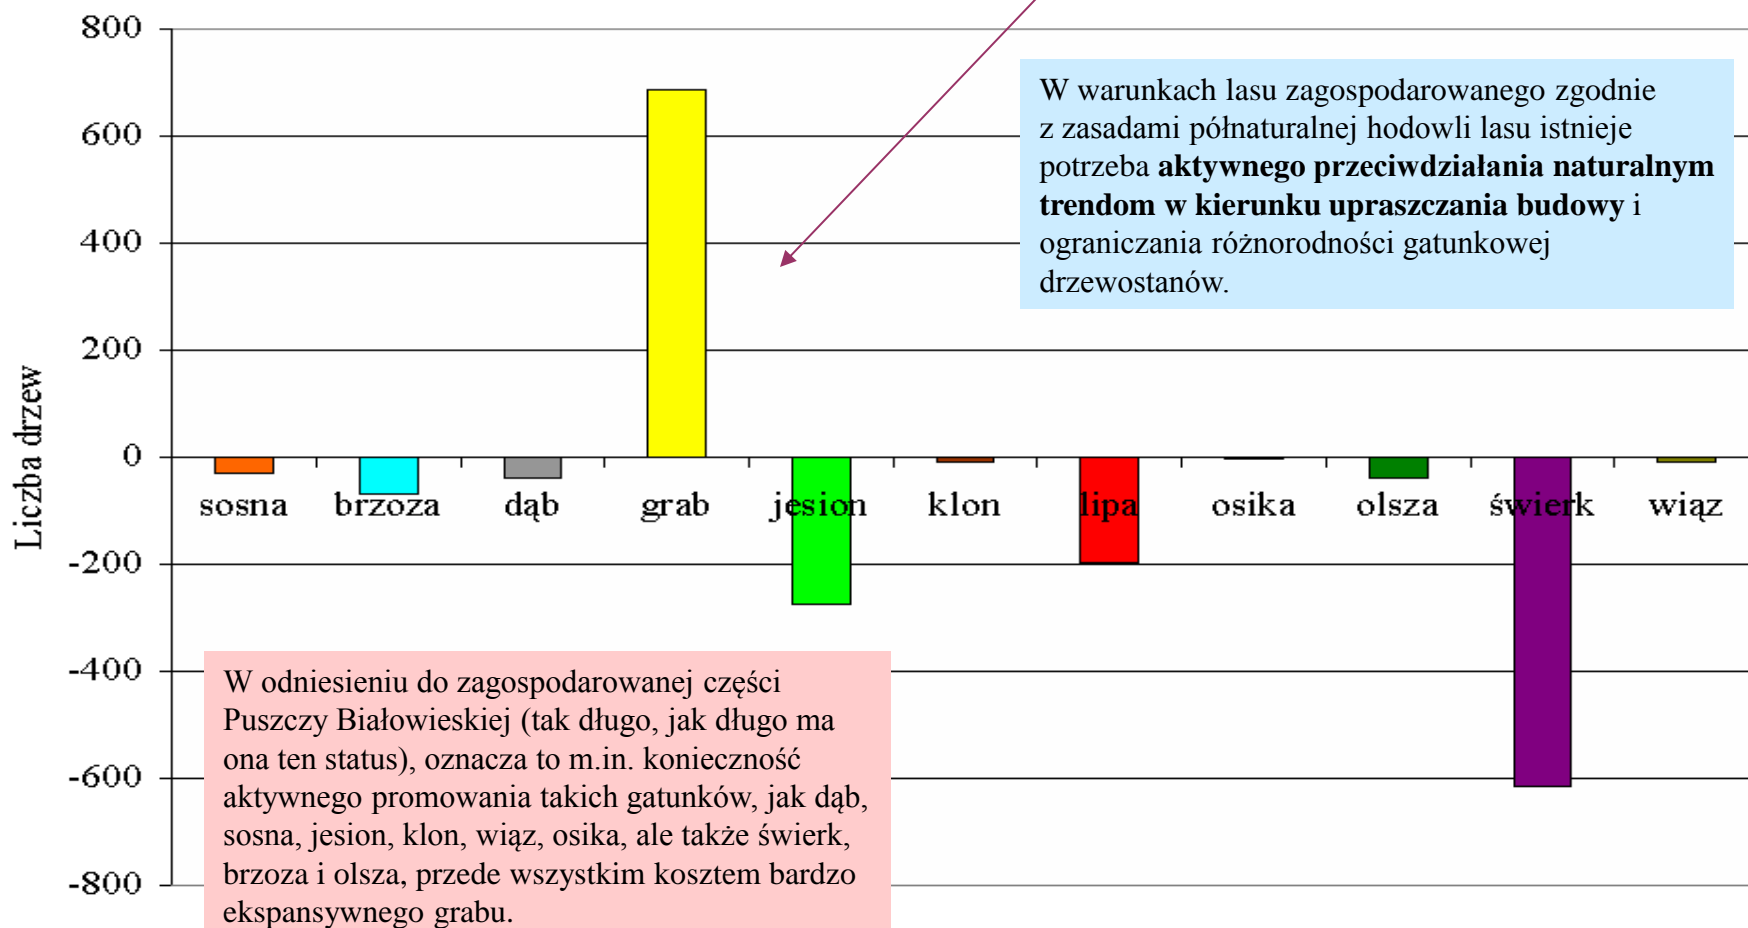 800
600
400
200
0
-200
-400
-600
-800
Liczba drzew
W warunkach lasu zagospodarowanego zgodnie
z zasadami półnaturalnej hodowli lasu istnieje
potrzeba aktywnego przeciwdziałania naturalnym
trendom w kierunku upraszczania budowy i
ograniczania różnorodności gatunkowej
drzewostanów.
sosna brzoza dąb grab jesion klon lipa osika olsza świerk wiąz
W odniesieniu do zagospodarowanej części
Puszczy Białowieskiej (tak długo, jak długo ma
ona ten status), oznacza to m.in. konieczność
aktywnego promowania takich gatunków, jak dąb,
sosna, jesion, klon, wiąz, osika, ale także świerk,
brzoza i olsza, przede wszystkim kosztem bardzo
ekspansywnego grabu.